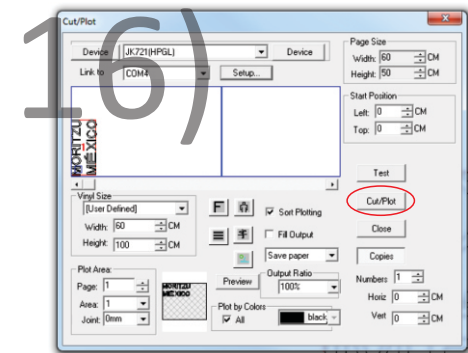 16)
Cut/Plot
Device JK721(HPGL) Device
Link to COM4 Setup...
Page Size
Width: 60 CM
Height: 50 CM
Start Position
Left: 0 CM
Top: 0 CM
MORITZU
MÉXICO
Test
Cut/Plot
Close
Copies
Numbers 1
Horiz 0 CM
Vert 0 CM
Vinyl Size
[User Defined]
Width: 60 CM
Height: 100 CM
F
Sort Plotting
Fill Output
Save paper
Plot Area:
Page: 1
Area: 1
Joint: 0mm
MORITZU
MÉXICO
Preview
Output Ratio
100%
Plot by Colors
All
black